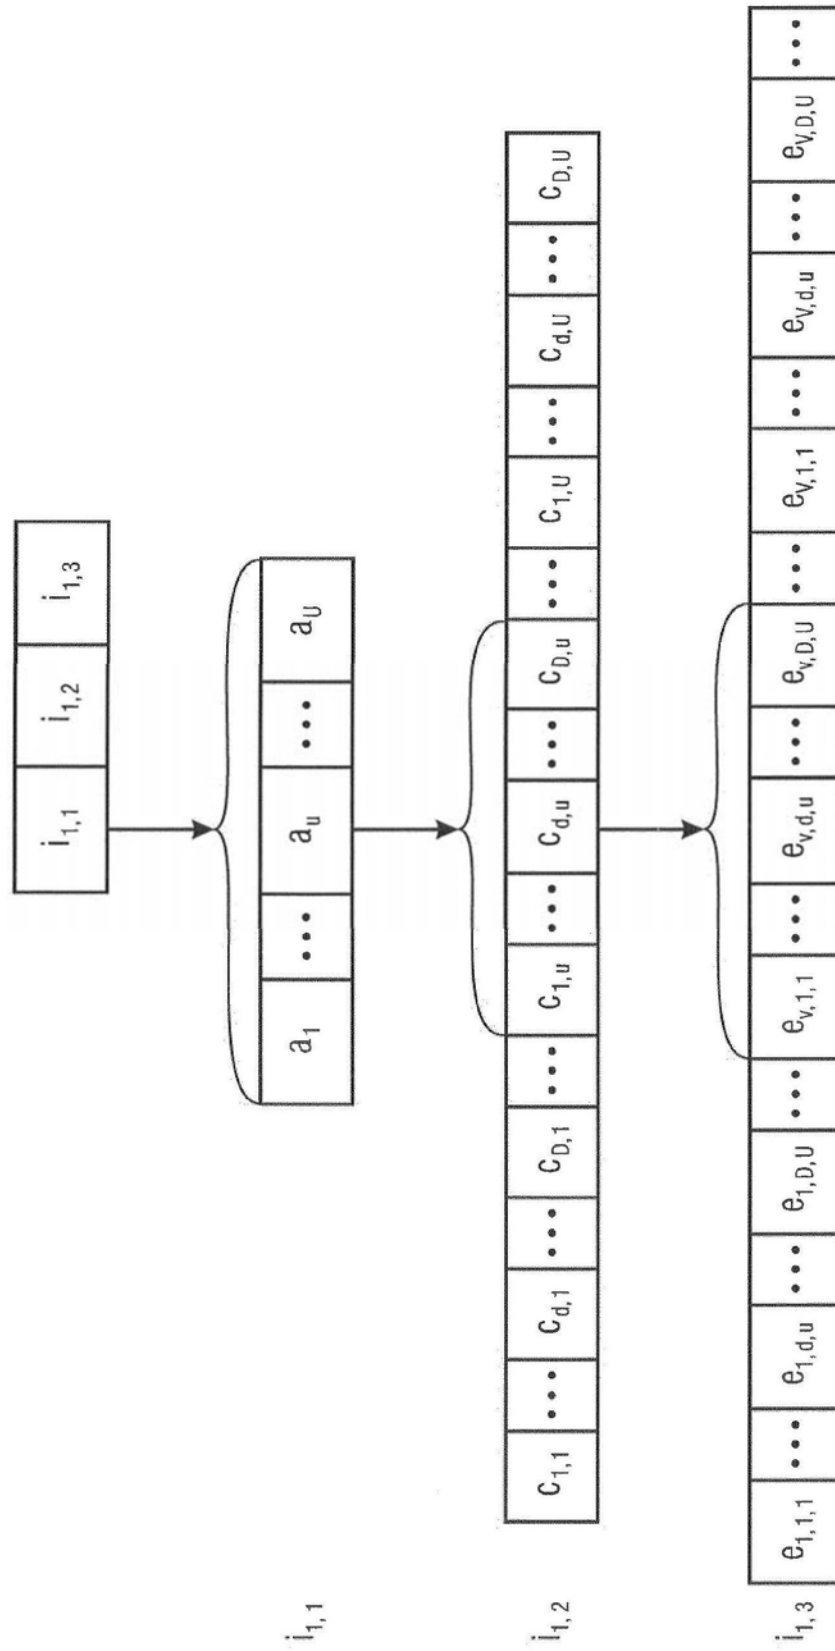 i1,1 i1,2 i1,3
i1,1 a1 ... au ... aU
i1,2 c1,1 ... cd,1 ... cD,1 ... c1,u ... cd,u ... cD,u ... c1,U ... cd,U ... cD,U
i1,3 e1,1,1 ... e1,d,u ... e1,D,U ... ev,1,1 ... ev,d,u ... ev,D,U ... eV,1,1 ... eV,d,u ... eV,D,U ...